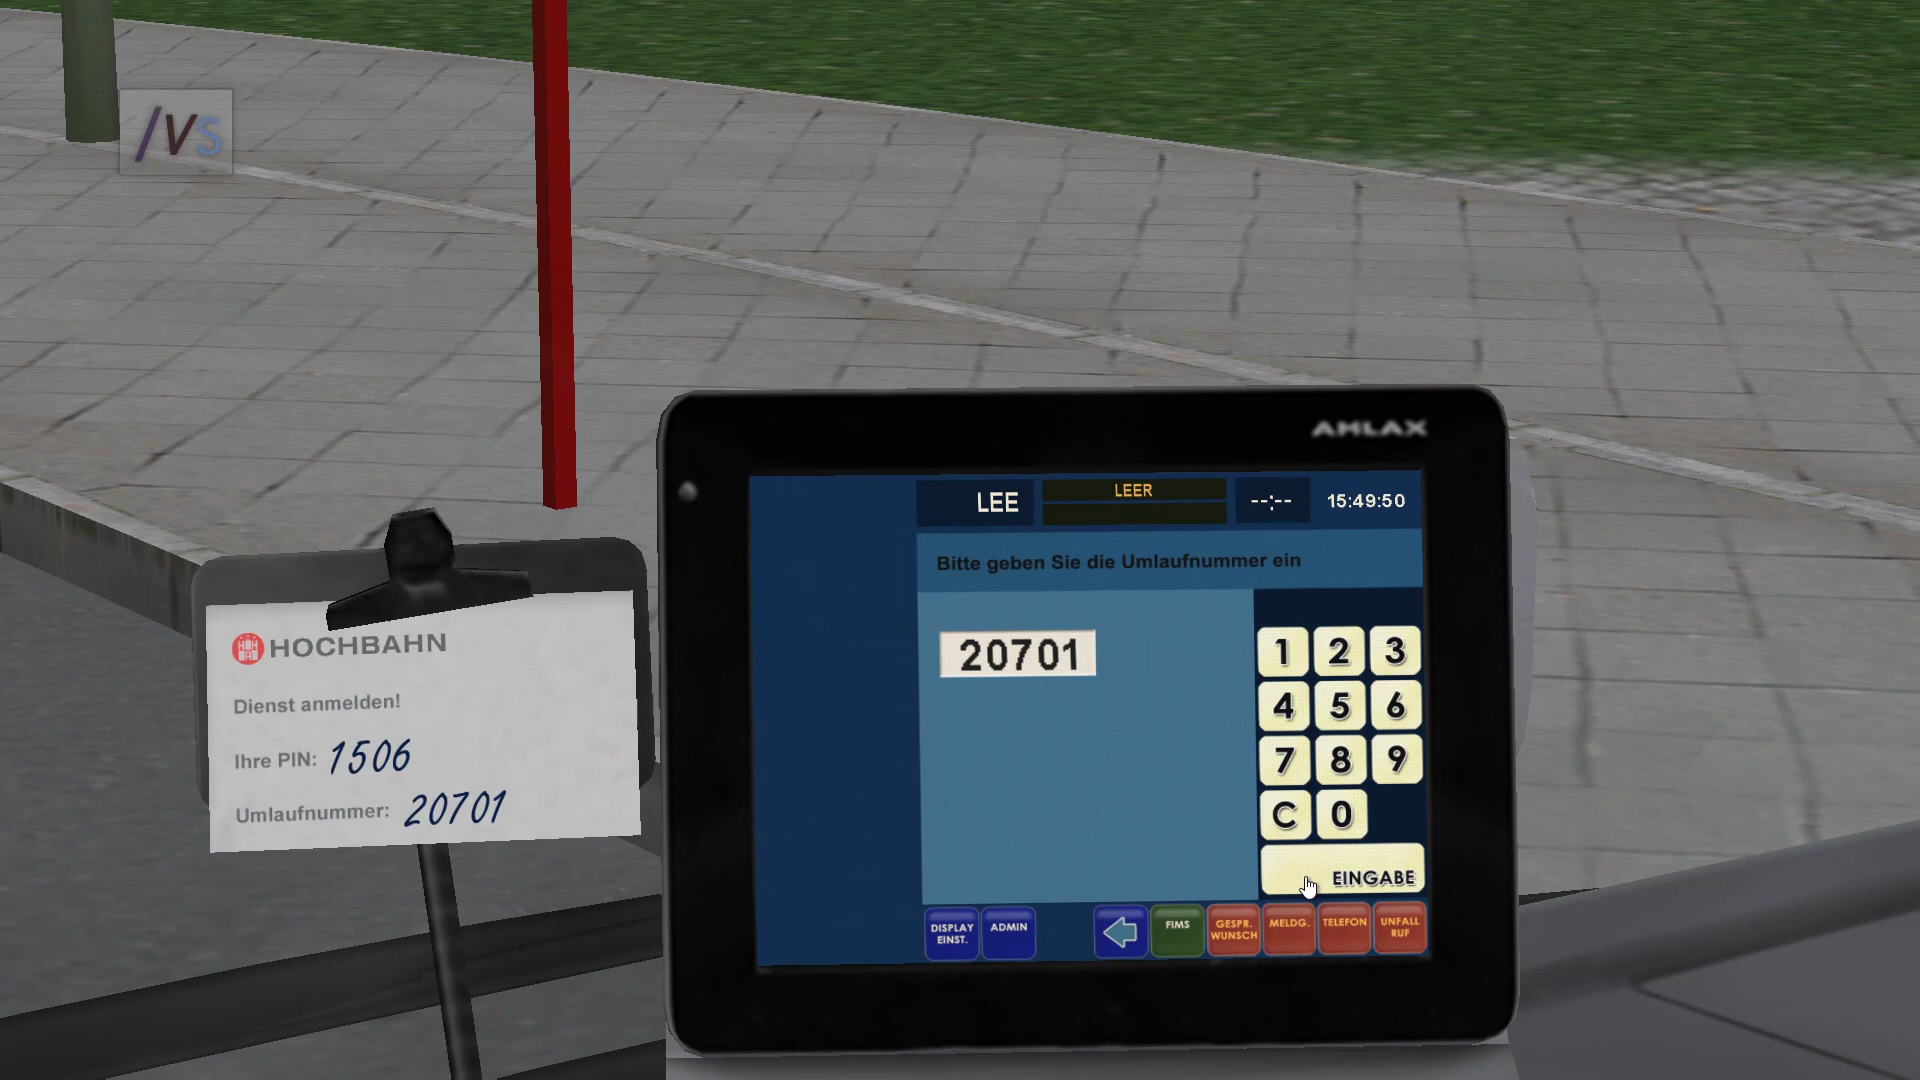 /VS
AMLAX
LEE
LEER
--:--
15:49:50
Bitte geben Sie die Umlaufnummer ein
20701
1 2 3
4 5 6
7 8 9
C 0
EINGABE
DISPLAY
EINST.
ADMIN
FIMS
GESPR.
WUNSCH
MELDG.
TELEFON
UNFALL
RUF
HOCHBAHN
Dienst anmelden!
Ihre PIN: 1506
Umlaufnummer: 20701